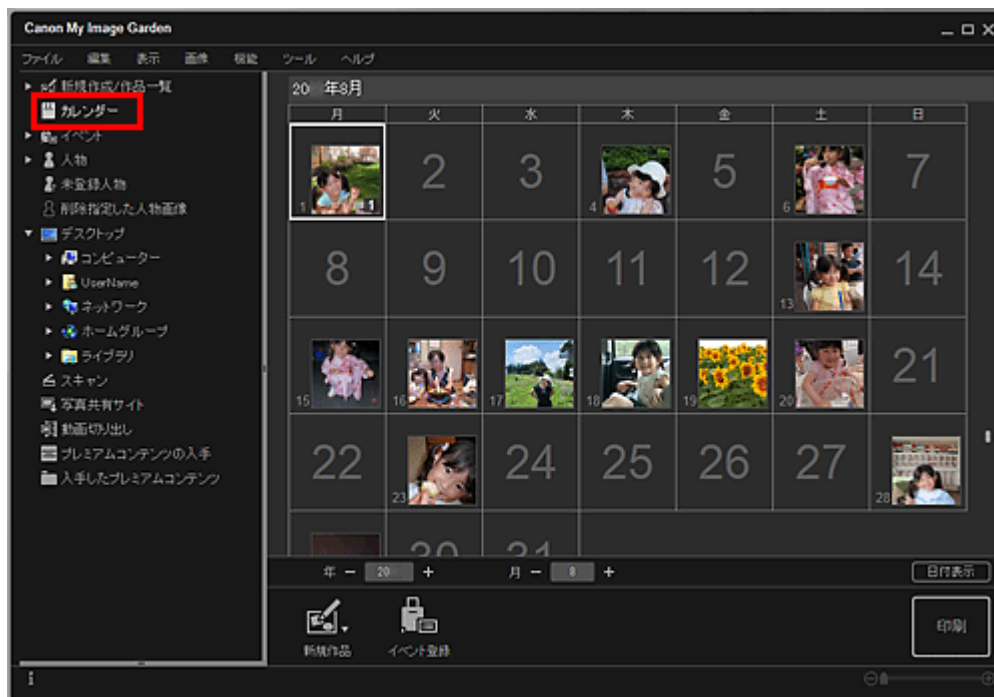 Canon My Image Garden
ファイル 編集 表示 画像 機能 ツール ヘルプ
新規作成/作品一覧
カレンダー
イベント
人物
未登録人物
削除指定した人物画像
デスクトップ
コンピューター
UserName
ネットワーク
ホームグループ
ライブラリ
スキャン
写真共有サイト
動画切り出し
プレミアムコンテンツの入手
入手したプレミアムコンテンツ
20 年8月
月 火 水 木 金 土 日
1 1 2 3 4 5 6 7
8 9 10 11 12 13 14
15 16 17 18 19 20 21
22 23 24 25 26 27 28
30 31
年 − 20 + 月 − 8 + 日付表示
新規作品 イベント登録 印刷